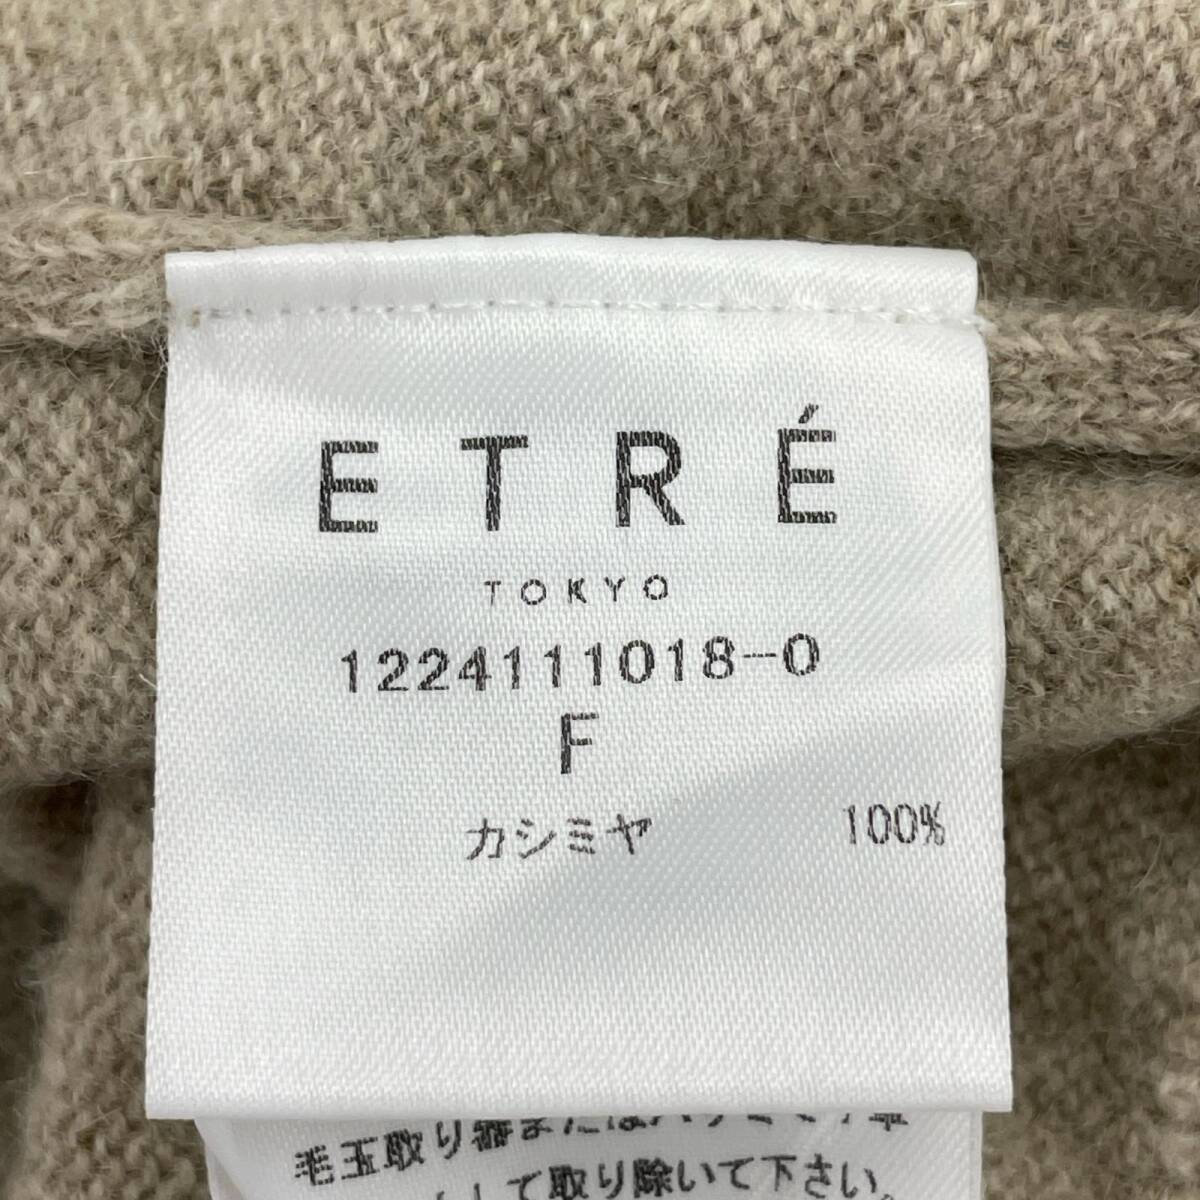 ETRÉ
TOKYO
1224111018-0
F
カシミヤ 100%
毛玉取り器またはハサミで
して取り除いて下さい。